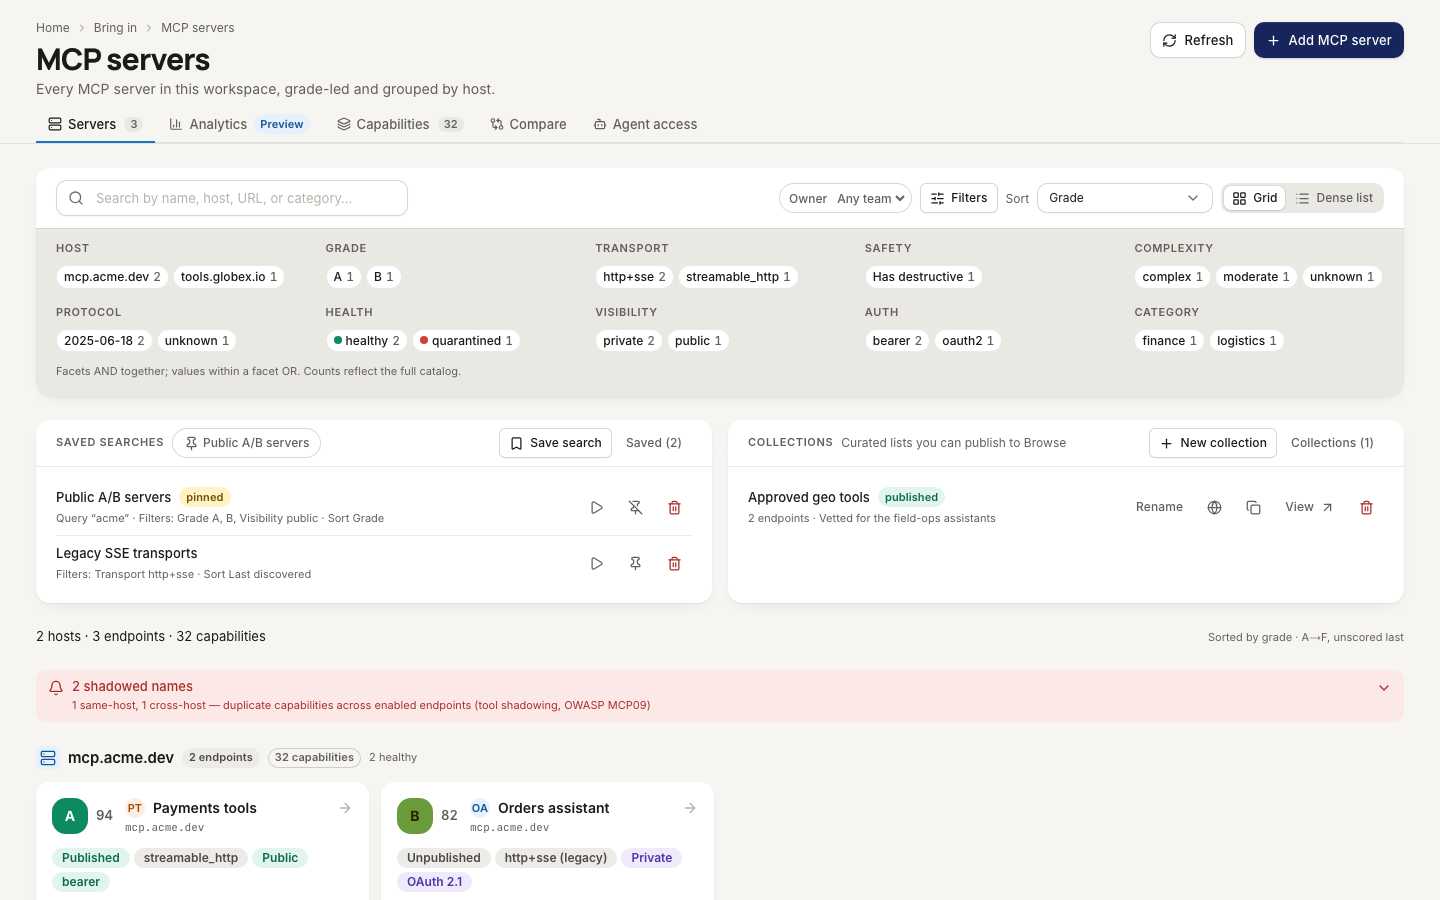 Home > Bring in > MCP servers
MCP servers
Every MCP server in this workspace, grade-led and grouped by host.
Refresh
Add MCP server
Servers 3
Analytics Preview
Capabilities 32
Compare
Agent access
Search by name, host, URL, or category...
Owner Any team
Filters
Sort
Grade
Grid
Dense list
HOST
mcp.acme.dev 2 tools.globex.io 1
GRADE
A 1 B 1
TRANSPORT
http+sse 2 streamable_http 1
SAFETY
Has destructive 1
COMPLEXITY
complex 1 moderate 1 unknown 1
PROTOCOL
2025-06-18 2 unknown 1
HEALTH
healthy 2 quarantined 1
VISIBILITY
private 2 public 1
AUTH
bearer 2 oauth2 1
CATEGORY
finance 1 logistics 1
Facets AND together; values within a facet OR. Counts reflect the full catalog.
SAVED SEARCHES Public A/B servers
Save search
Saved (2)
Public A/B servers pinned
Query “acme” · Filters: Grade A, B, Visibility public · Sort Grade
Legacy SSE transports
Filters: Transport http+sse · Sort Last discovered
COLLECTIONS Curated lists you can publish to Browse
New collection
Collections (1)
Approved geo tools published
2 endpoints · Vetted for the field-ops assistants
Rename
View
2 hosts · 3 endpoints · 32 capabilities
Sorted by grade · A→F, unscored last
2 shadowed names
1 same-host, 1 cross-host — duplicate capabilities across enabled endpoints (tool shadowing, OWASP MCP09)
mcp.acme.dev 2 endpoints 32 capabilities 2 healthy
A 94 PT Payments tools
mcp.acme.dev
Published streamable_http Public
bearer
B 82 OA Orders assistant
mcp.acme.dev
Unpublished http+sse (legacy) Private
OAuth 2.1